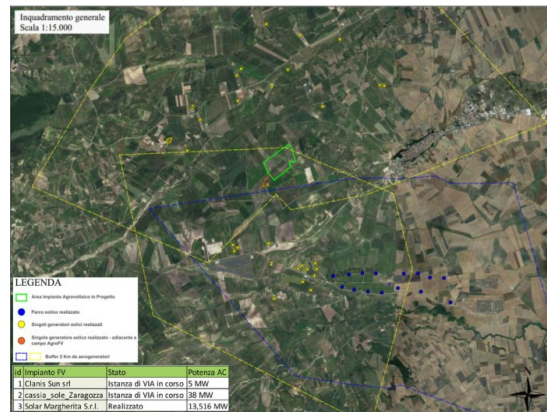 Inquadramento generale
Scala 1:15.000
LEGENDA
Area impianto Agrovoltaico in Progetto
Parco eolico realizzato
Singoli generatori eolici realizzati
Singolo generatore eolico realizzato - adiacente a
campo AgroFV
Buffer 2 Km da aerogeneratori
id Impianto FV Stato Potenza AC
1 Clanis Sun srl Istanza di VIA in corso 5 MW
2 cassia_sole_Zaragozza Istanza di VIA in corso 38 MW
3 Solar Margherita S.r.l. Realizzato 13,516 MW